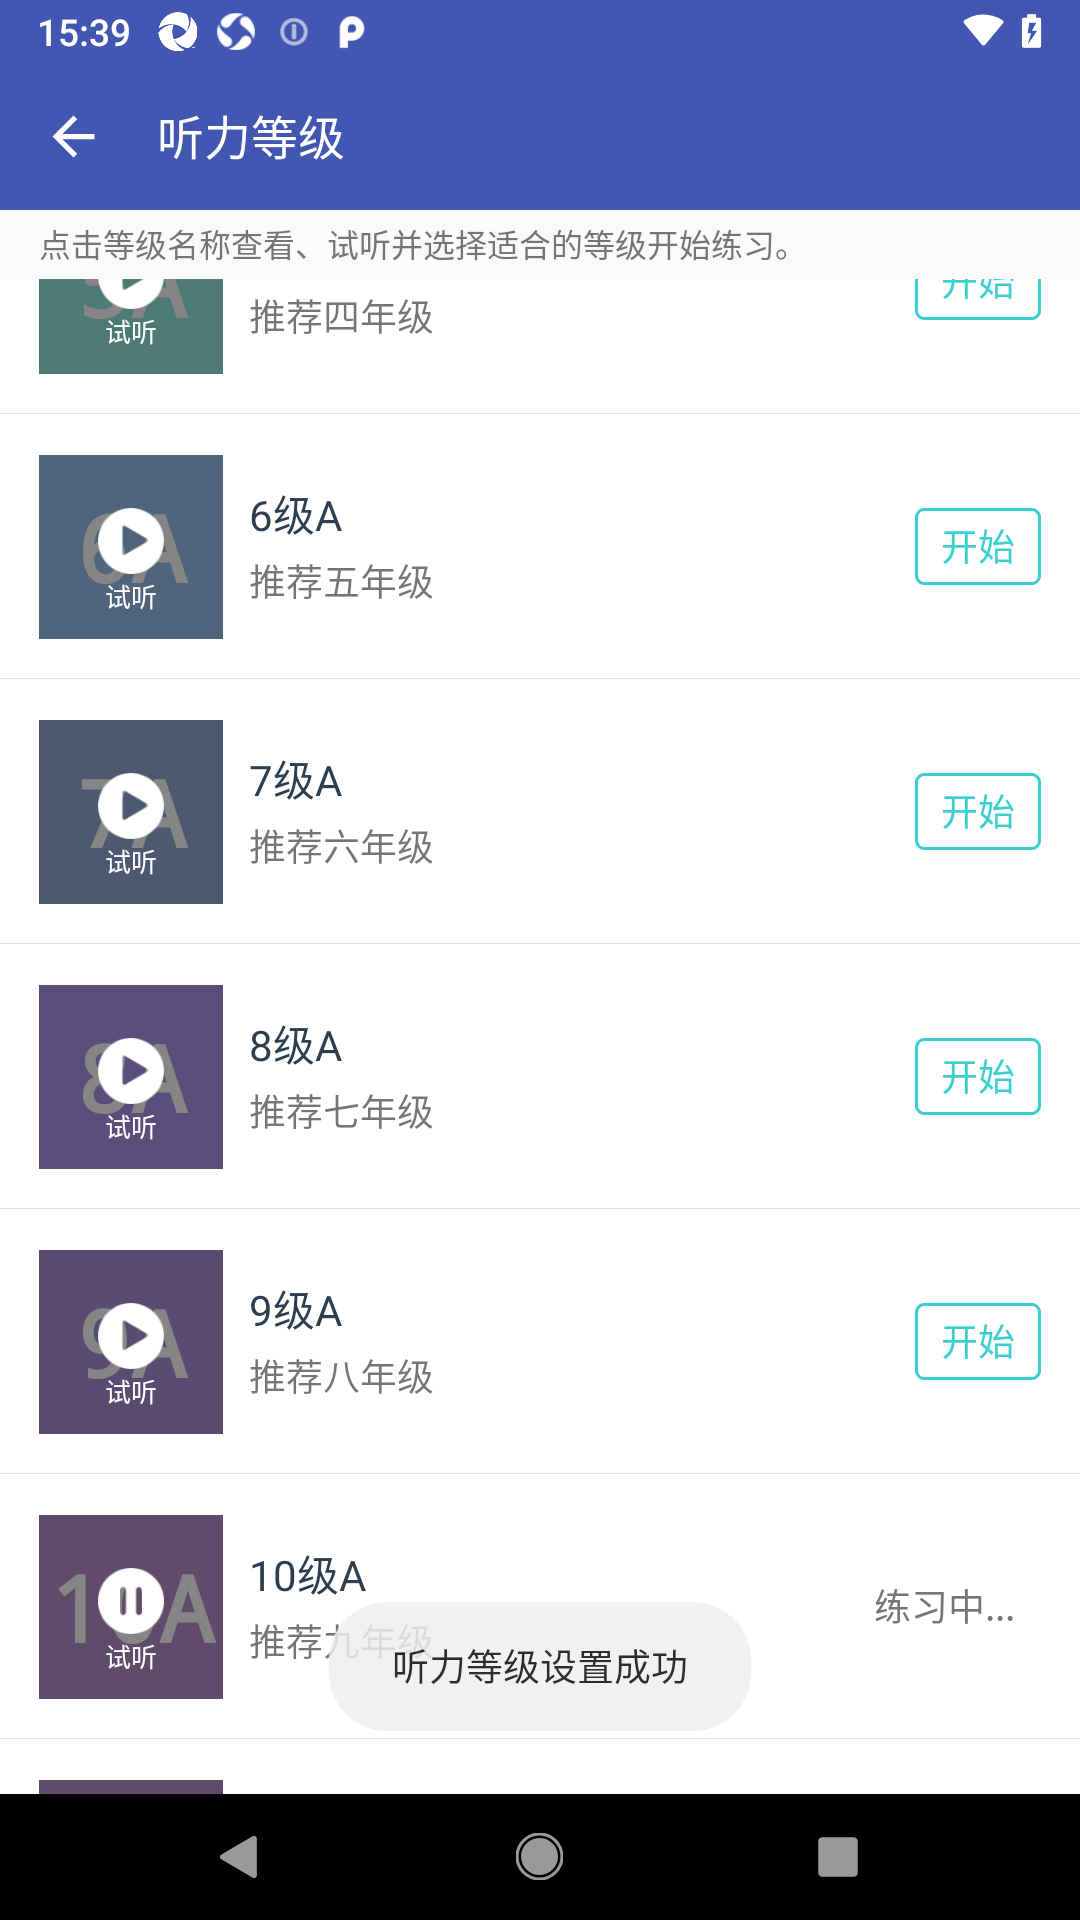 15:39
听力等级
点击等级名称查看、试听并选择适合的等级开始练习。
5A
试听
推荐四年级
开始
6A
试听
6级A
推荐五年级
开始
7A
试听
7级A
推荐六年级
开始
8A
试听
8级A
推荐七年级
开始
9A
试听
9级A
推荐八年级
开始
10A
试听
10级A
推荐九年级
练习中...
听力等级设置成功